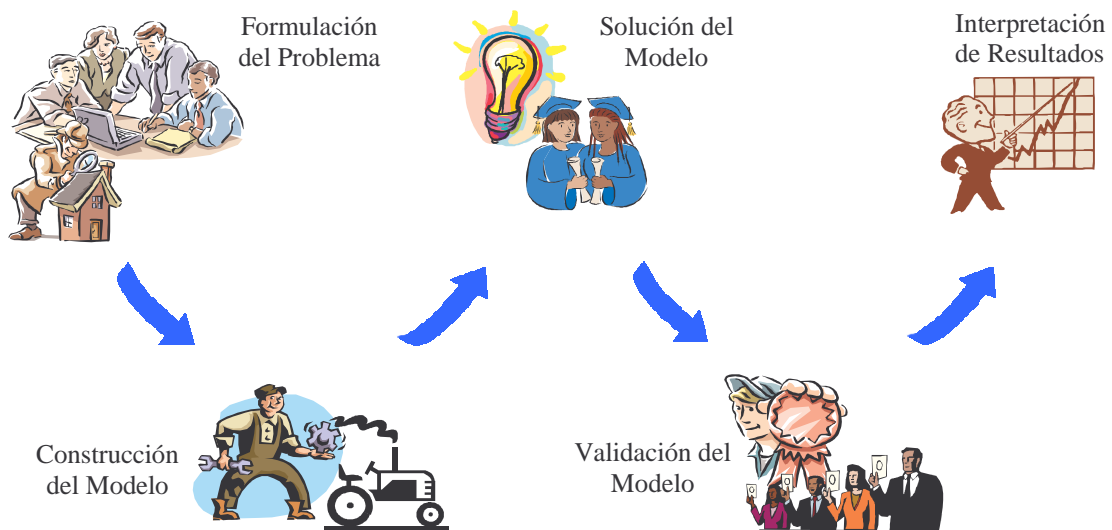 Formulación
del Problema
Construcción
del Modelo
Solución del
Modelo
Validación del
Modelo
Interpretación
de Resultados